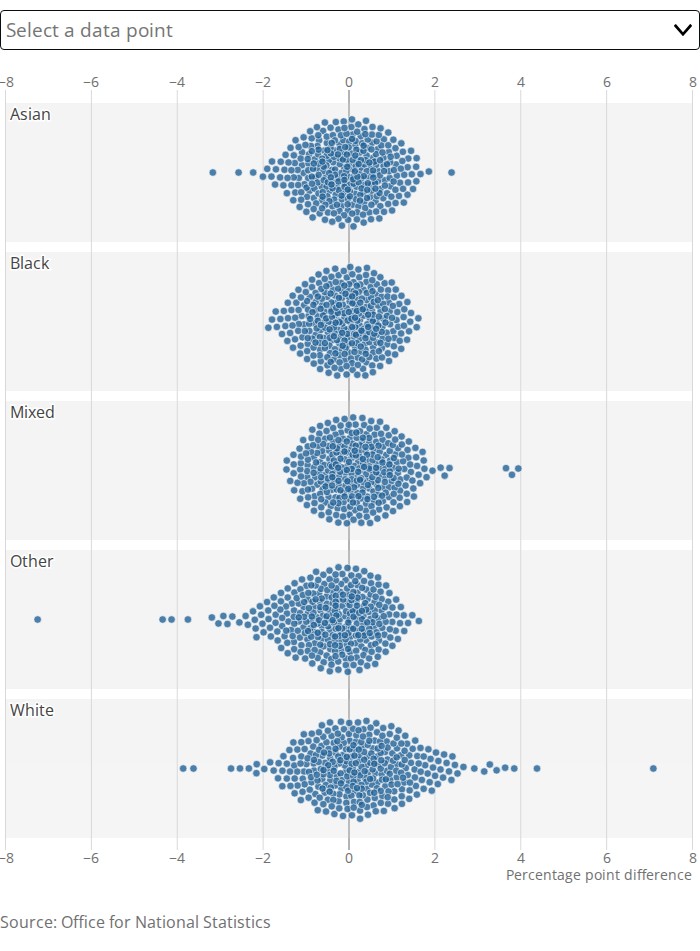 Select a data point
−8 −6 −4 −2 0 2 4 6 8
Asian
Black
Mixed
Other
White
−8 −6 −4 −2 0 2 4 6 8
Percentage point difference
Source: Office for National Statistics